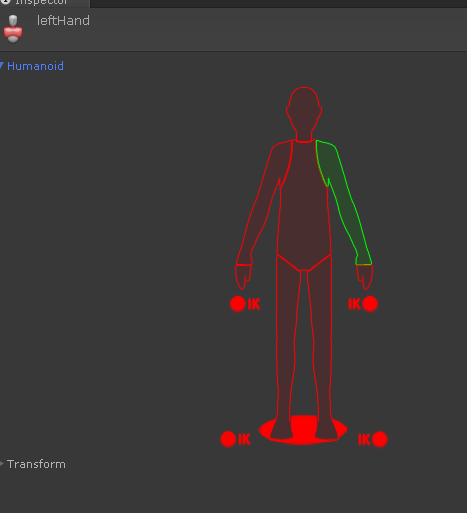 Inspector
leftHand
Humanoid
IK IK
IK IK
Transform